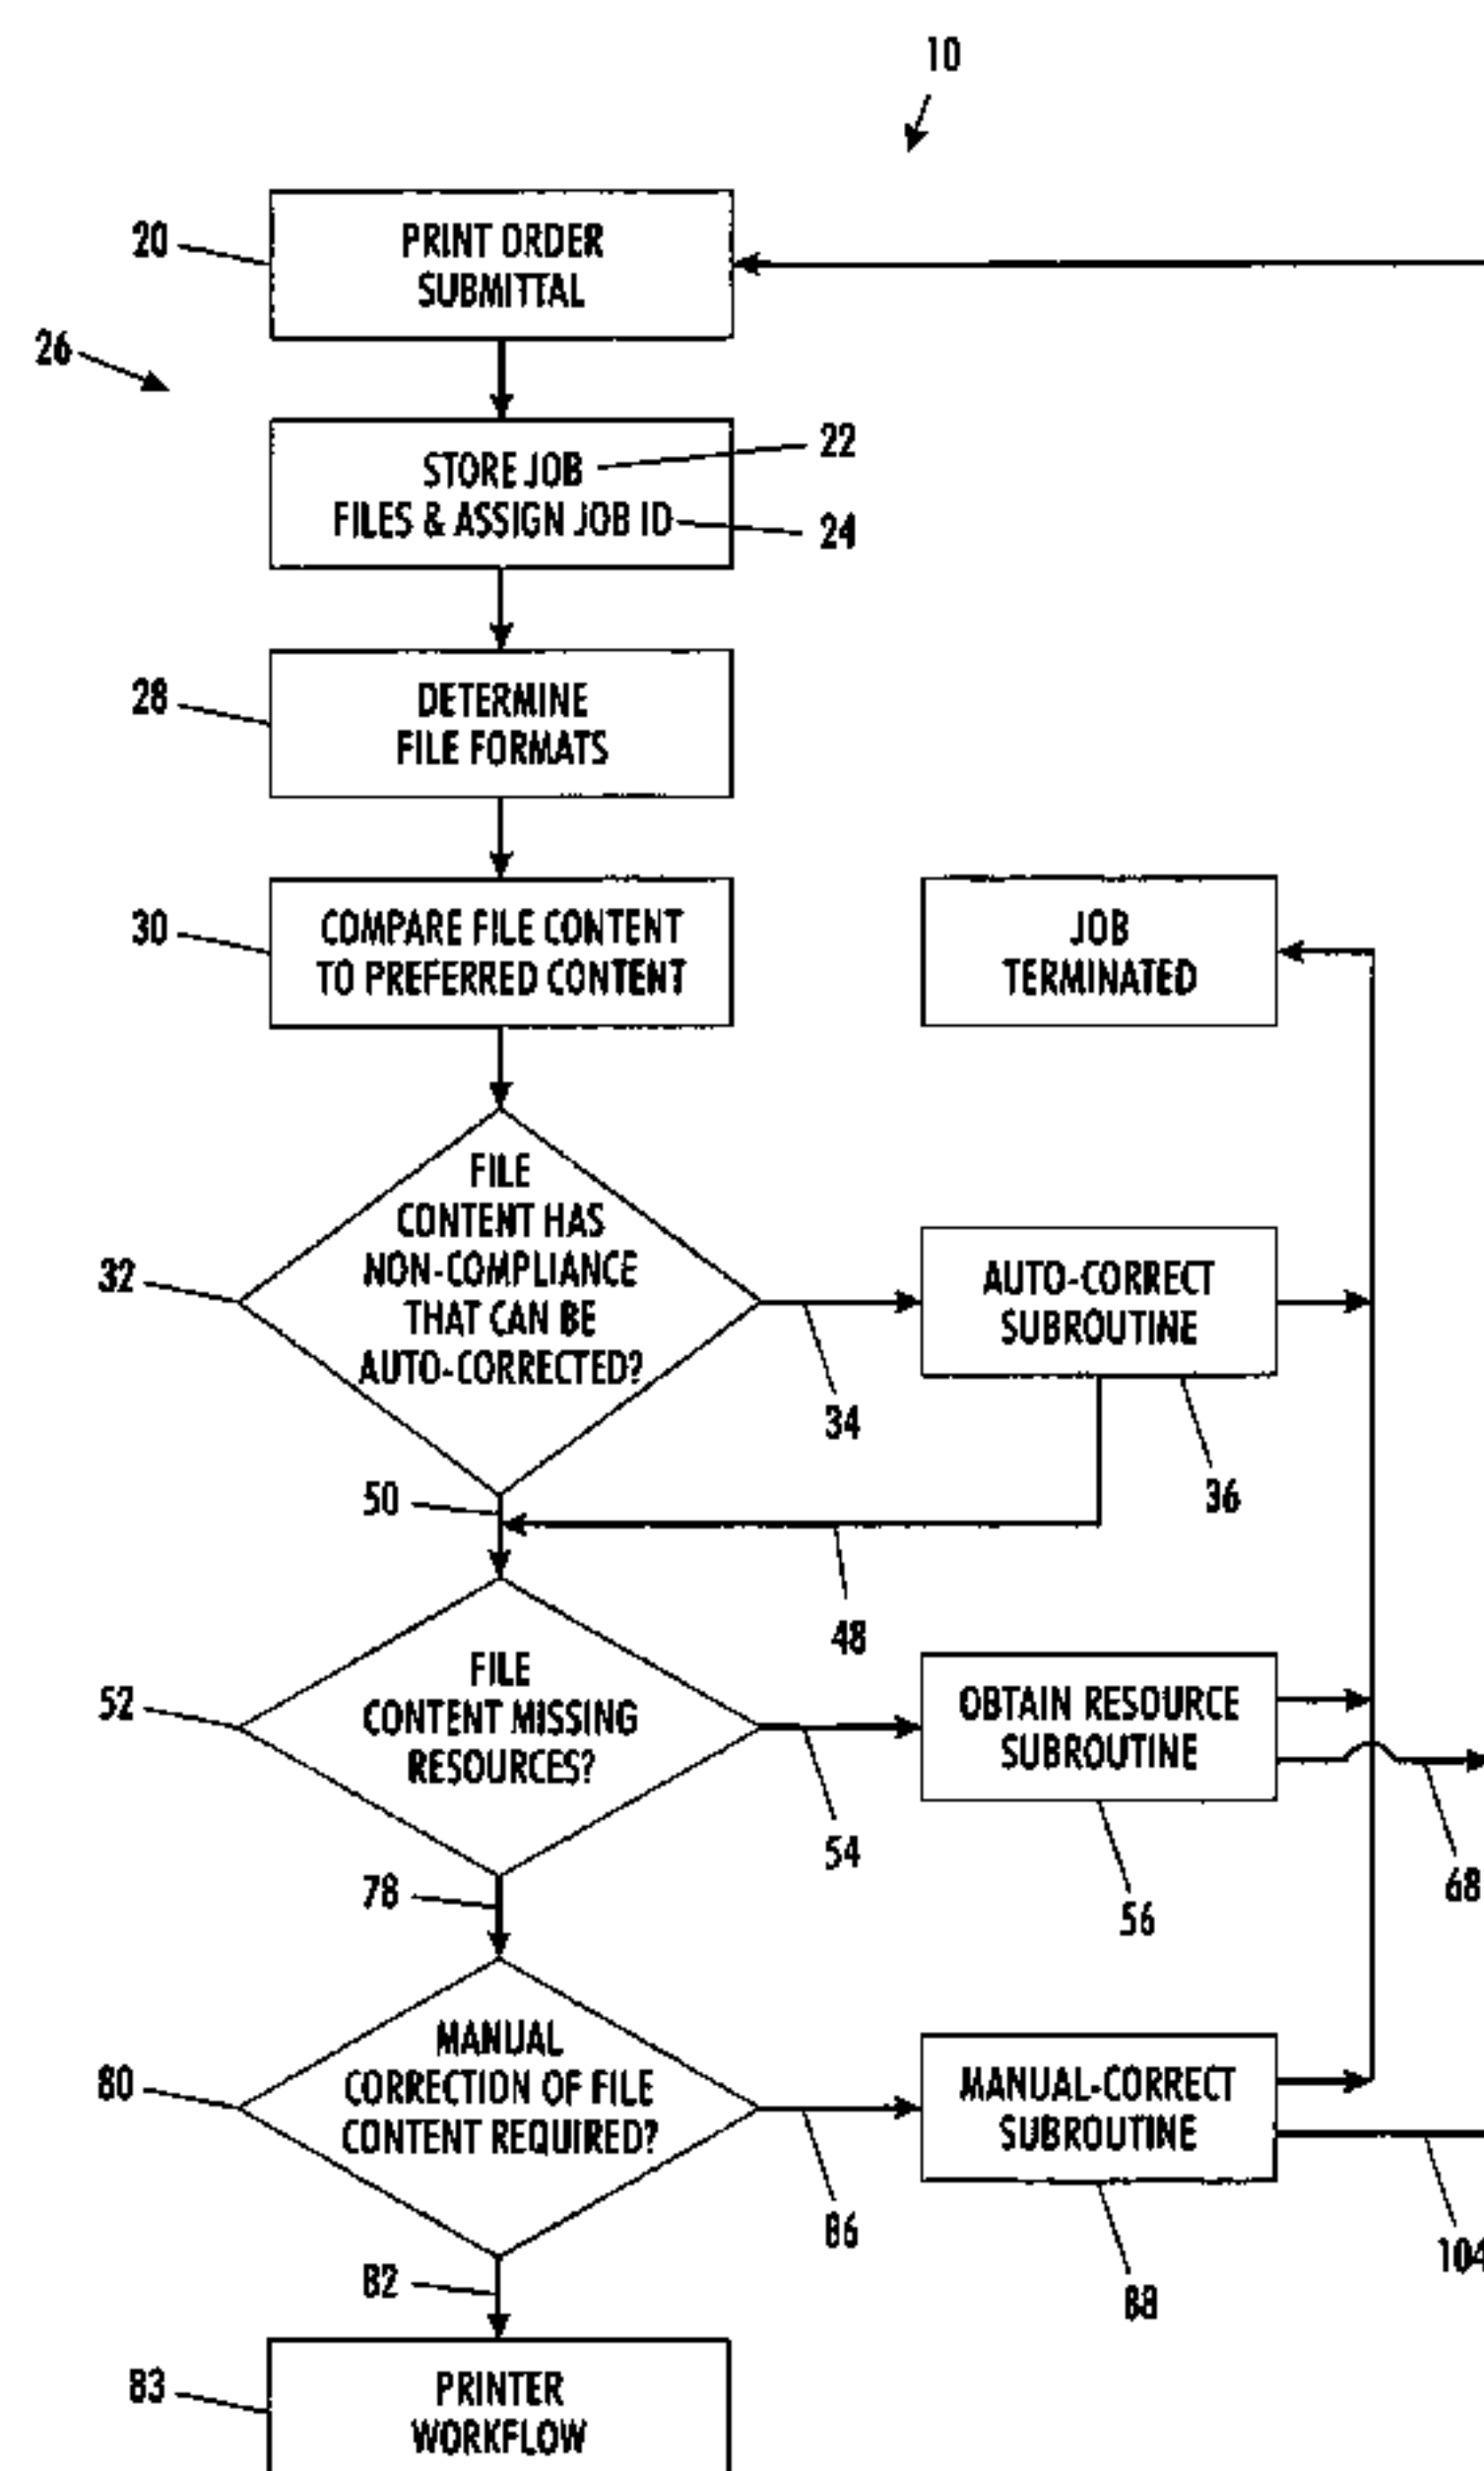 10
20
PRINT ORDER
SUBMITTAL
26
22
STORE JOB
FILES & ASSIGN JOB ID
24
28
DETERMINE
FILE FORMATS
30
COMPARE FILE CONTENT
TO PREFERRED CONTENT
JOB
TERMINATED
32
FILE
CONTENT HAS
NON-COMPLIANCE
THAT CAN BE
AUTO-CORRECTED?
34
AUTO-CORRECT
SUBROUTINE
36
50
48
52
FILE
CONTENT MISSING
RESOURCES?
54
OBTAIN RESOURCE
SUBROUTINE
56
68
78
80
MANUAL
CORRECTION OF FILE
CONTENT REQUIRED?
86
MANUAL-CORRECT
SUBROUTINE
88
104
82
83
PRINTER
WORKFLOW